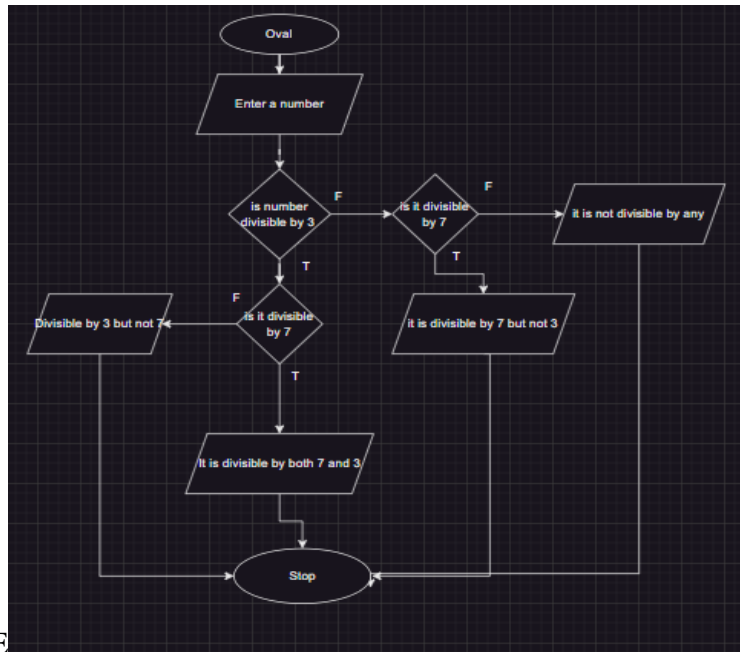 Oval
Enter a number
is number
divisible by 3
F
is it divisible
by 7
F
it is not divisible by any
T
T
F
Divisible by 3 but not 7
is it divisible
by 7
it is divisible by 7 but not 3
T
It is divisible by both 7 and 3
Stop
E